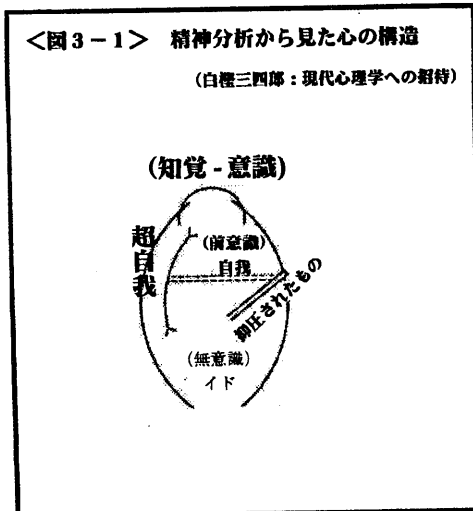 <図3-1> 精神分析から見た心の構造
(白樫三四郎：現代心理学への招待)
(知覚-意識)
超自我
(前意識)
自我
抑圧されたもの
(無意識)
イド